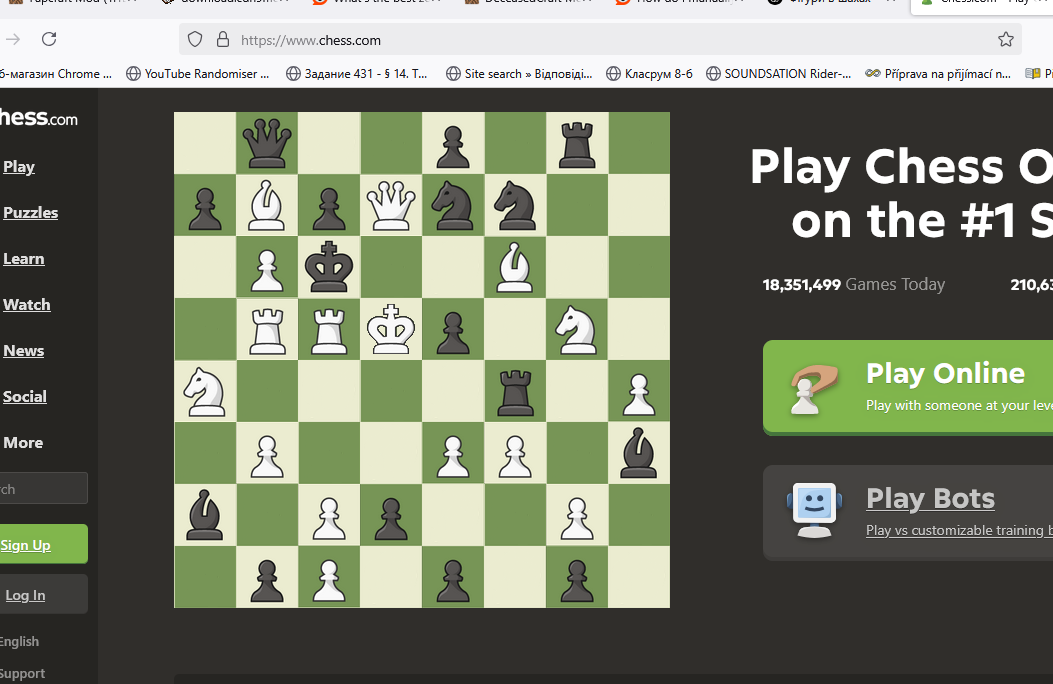 https://www.chess.com
б-магазин Chrome ... YouTube Randomiser ... Задание 431 - § 14. Т... Site search » Відповіді... Класрум 8-б SOUNDSATION Rider-... Příprava na přijímací n...
hess.com
Play
Puzzles
Learn
Watch
News
Social
More
ch
Sign Up
Log In
English
Support
Play Chess O
on the #1 S
18,351,499 Games Today 210,63
Play Online
Play with someone at your leve
Play Bots
Play vs customizable training b